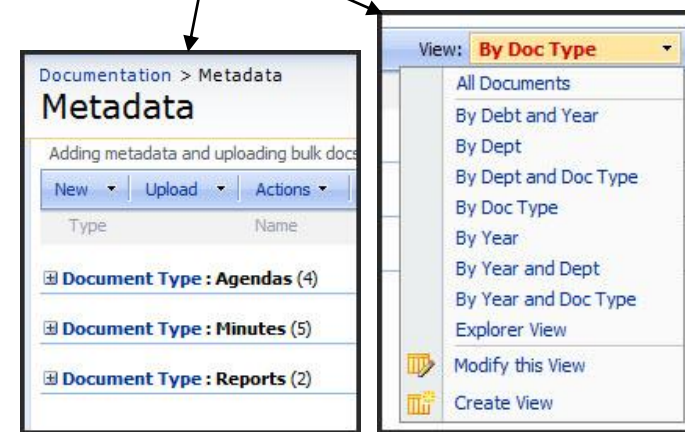 Documentation > Metadata
Metadata
Adding metadata and uploading bulk docs
New Upload Actions
Type Name
Document Type : Agendas (4)
Document Type : Minutes (5)
Document Type : Reports (2)
View: By Doc Type
All Documents
By Debt and Year
By Dept
By Dept and Doc Type
By Doc Type
By Year
By Year and Dept
By Year and Doc Type
Explorer View
Modify this View
Create View